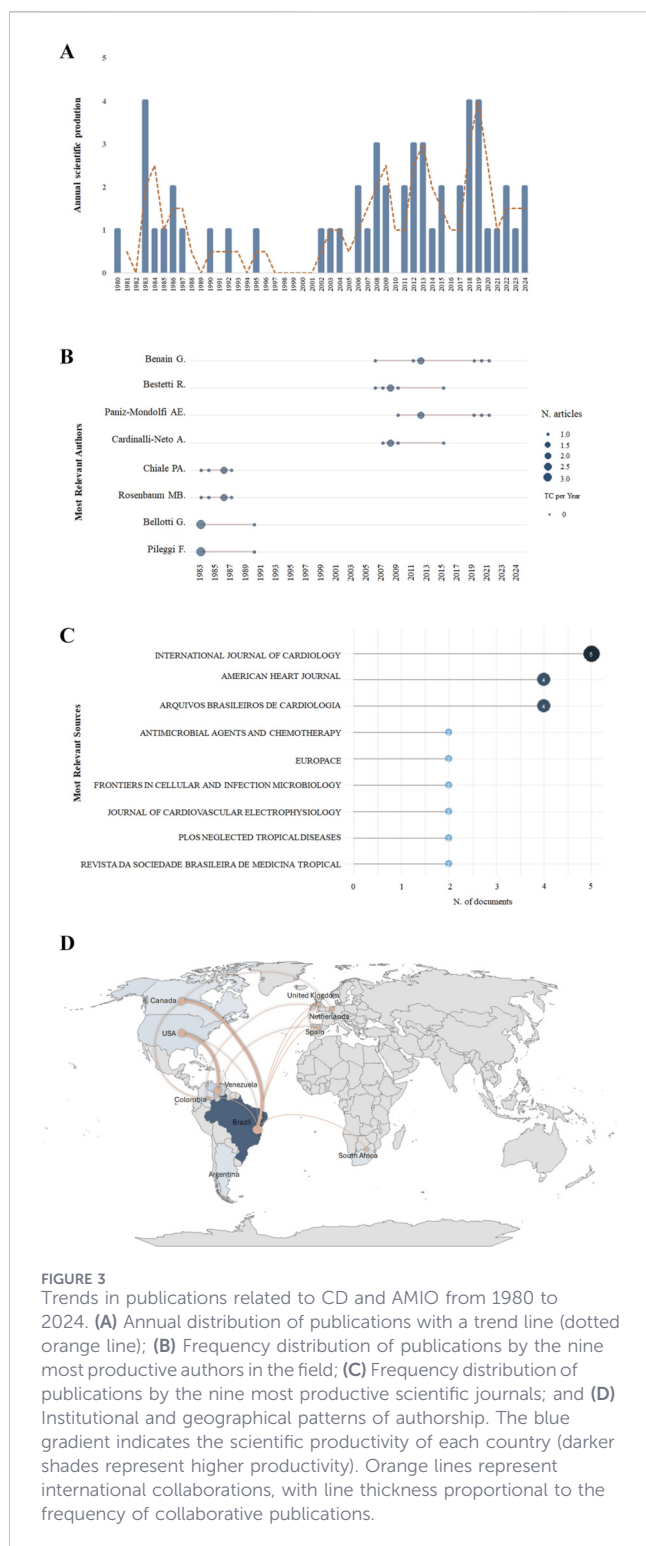 A
Annual scientific prodution
5
4
3
2
1
0
1980
1981
1982
1983
1984
1985
1986
1987
1988
1989
1990
1991
1992
1993
1994
1995
1996
1997
1998
1999
2000
2001
2002
2003
2004
2005
2006
2007
2008
2009
2010
2011
2012
2013
2014
2015
2016
2017
2018
2019
2020
2021
2022
2023
2024
B
Most Relevant Authors
Benain G.
Bestetti R.
Paniz-Mondolfi AE.
Cardinalli-Neto A.
Chiale PA.
Rosenbaum MB.
Bellotti G.
Pileggi F.
1983
1985
1987
1989
1991
1993
1995
1997
1999
2001
2003
2005
2007
2009
2011
2013
2015
2017
2019
2021
2023
2024
N. articles
1.0
1.5
2.0
2.5
3.0
TC per Year
0
C
Most Relevant Sources
INTERNATIONAL JOURNAL OF CARDIOLOGY
5
AMERICAN HEART JOURNAL
4
ARQUIVOS BRASILEIROS DE CARDIOLOGIA
4
ANTIMICROBIAL AGENTS AND CHEMOTHERAPY
2
EUROPACE
2
FRONTIERS IN CELLULAR AND INFECTION MICROBIOLOGY
2
JOURNAL OF CARDIOVASCULAR ELECTROPHYSIOLOGY
2
PLOS NEGLECTED TROPICAL DISEASES
2
REVISTA DA SOCIEDADE BRASILEIRA DE MEDICINA TROPICAL
2
0 1 2 3 4 5
N. of documents
D
Canada
United Kingdom
Netherlands
USA
Spain
Venezuela
Colombia
Brazil
South Africa
Argentina
FIGURE 3
Trends in publications related to CD and AMIO from 1980 to
2024. (A) Annual distribution of publications with a trend line (dotted
orange line); (B) Frequency distribution of publications by the nine
most productive authors in the field; (C) Frequency distribution of
publications by the nine most productive scientific journals; and (D)
Institutional and geographical patterns of authorship. The blue
gradient indicates the scientific productivity of each country (darker
shades represent higher productivity). Orange lines represent
international collaborations, with line thickness proportional to the
frequency of collaborative publications.